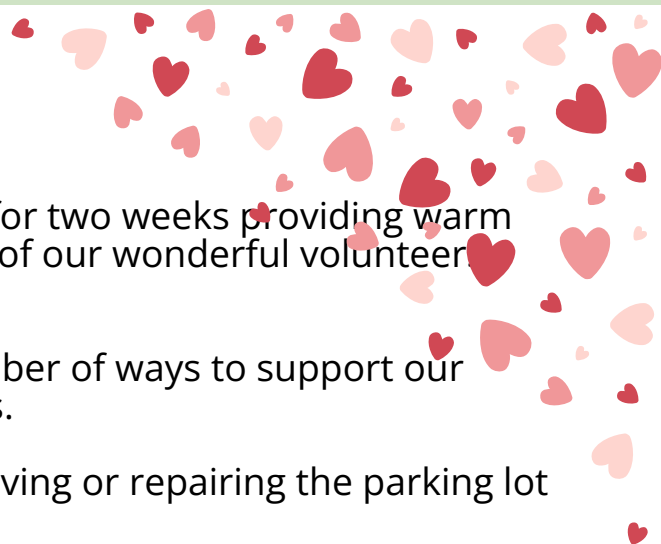 for two weeks providing warm
of our wonderful volunteer
ber of ways to support our
s.
ving or repairing the parking lot